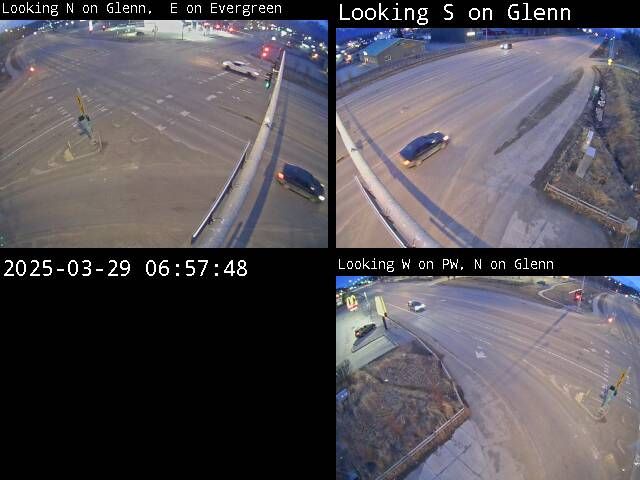 Looking N on Glenn,  E on Evergreen
Looking S on Glenn
2025-03-29 06:57:48
Looking W on PW, N on Glenn